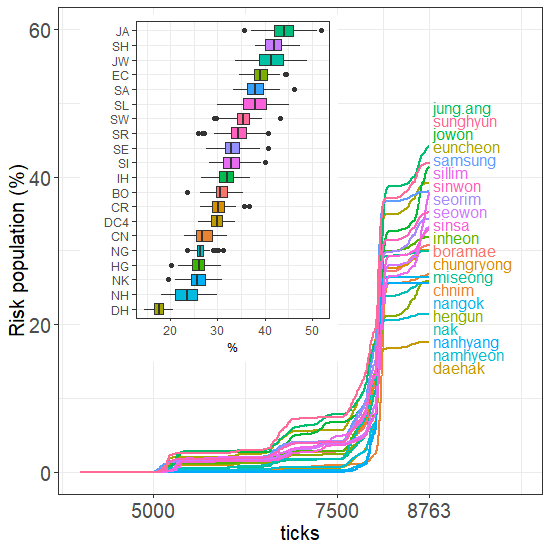 60
40
20
0
Risk population (%)
JA
SH
JW
EC
SA
SL
SW
SR
SE
SI
IH
BO
CR
DC4
CN
NG
HG
NK
NH
DH
20 30 40 50
%
jung.ang
sunghyun
jowon
euncheon
samsung
sillim
sinwon
seorim
seowon
sinsa
inheon
boramae
chungryong
miseong
chnim
nangok
hengun
nak
nanhyang
namhyeon
daehak
5000 7500 8763
ticks